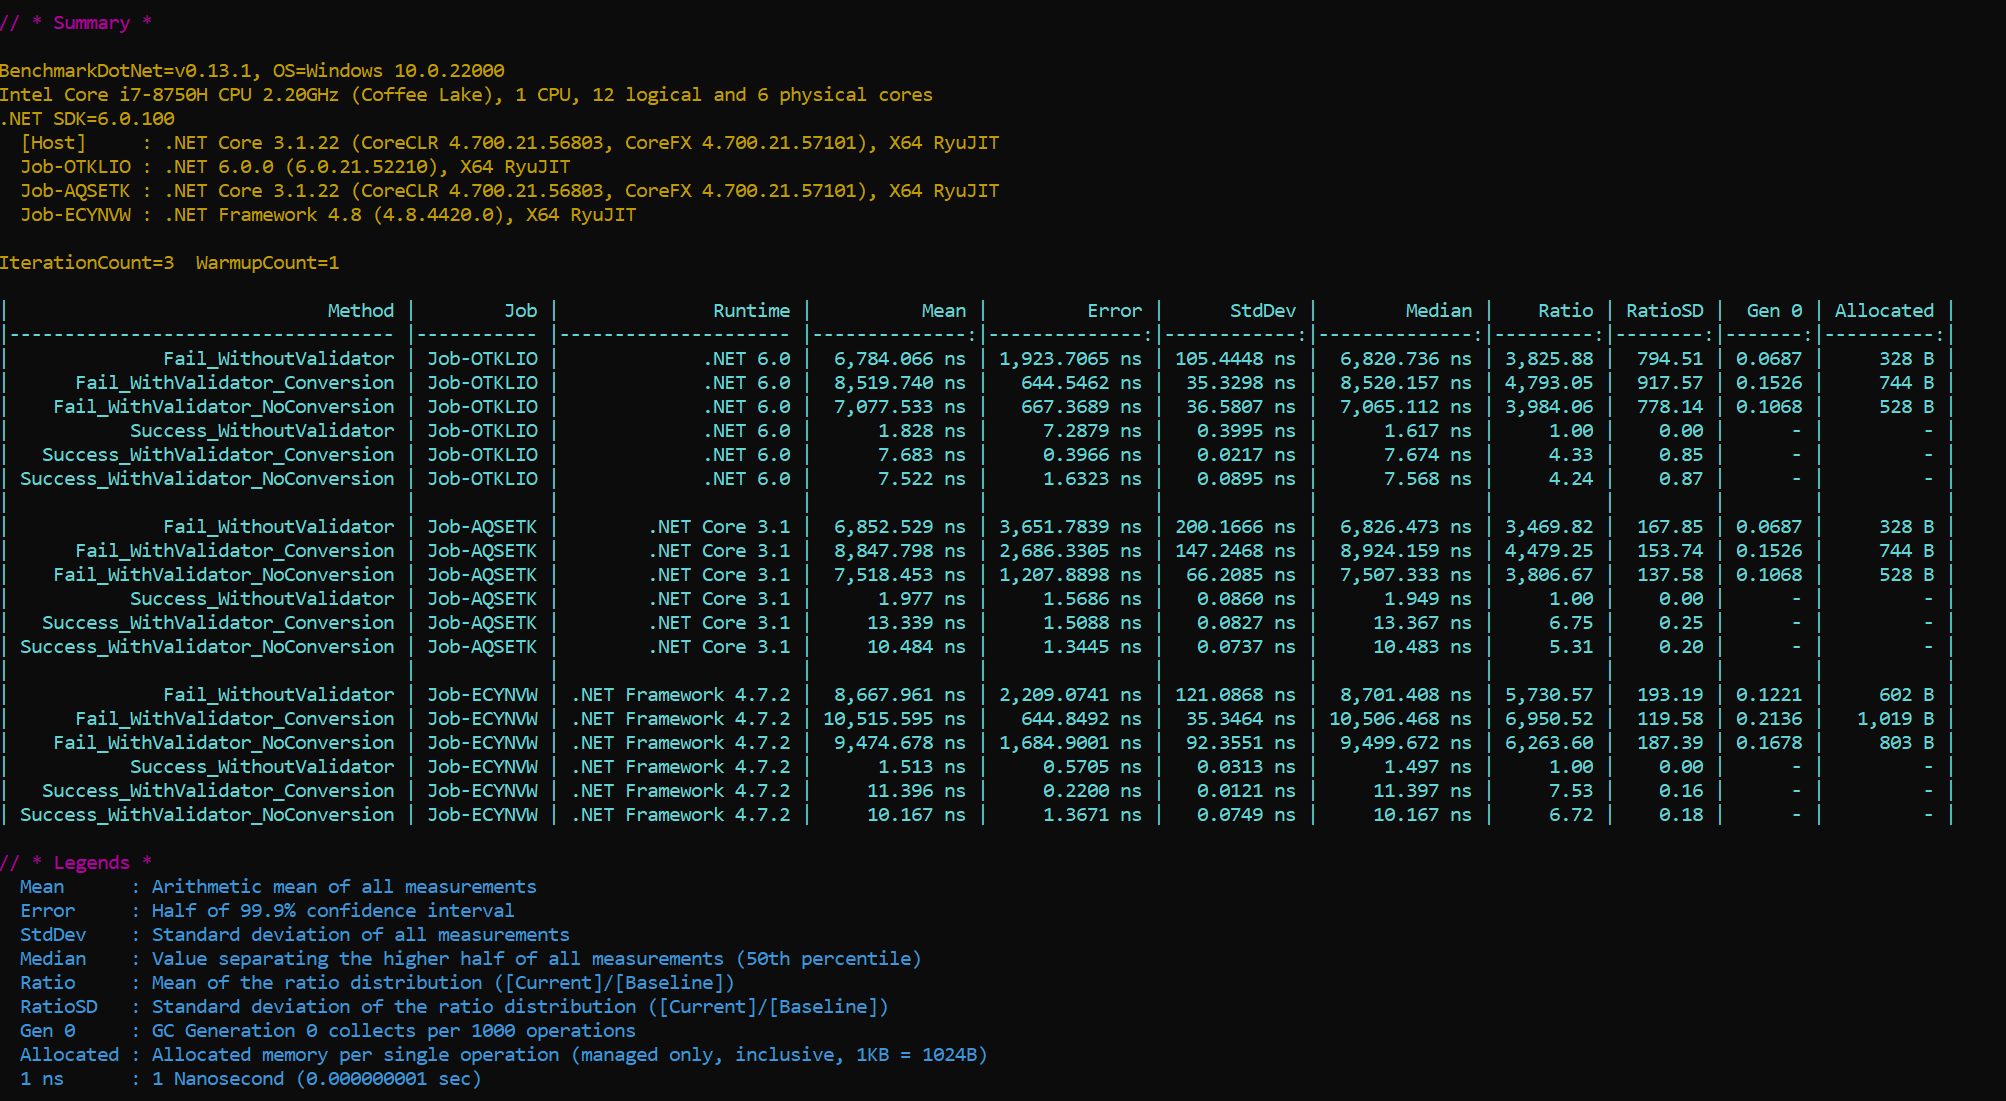 // * Summary *
BenchmarkDotNet=v0.13.1, OS=Windows 10.0.22000
Intel Core i7-8750H CPU 2.20GHz (Coffee Lake), 1 CPU, 12 logical and 6 physical cores
.NET SDK=6.0.100
  [Host]     : .NET Core 3.1.22 (CoreCLR 4.700.21.56803, CoreFX 4.700.21.57101), X64 RyuJIT
  Job-OTKLIO : .NET 6.0.0 (6.0.21.52210), X64 RyuJIT
  Job-AQSETK : .NET Core 3.1.22 (CoreCLR 4.700.21.56803, CoreFX 4.700.21.57101), X64 RyuJIT
  Job-ECYNVW : .NET Framework 4.8 (4.8.4420.0), X64 RyuJIT
IterationCount=3  WarmupCount=1
| Method | Job | Runtime | Mean | Error | StdDev | Median | Ratio | RatioSD | Gen 0 | Allocated |
|----------------------------------- |----------- |--------------------- |--------------:|--------------:|------------:|--------------:|---------:|--------:|-------:|----------:|
| Fail_WithoutValidator | Job-OTKLIO | .NET 6.0 | 6,784.066 ns | 1,923.7065 ns | 105.4448 ns | 6,820.736 ns | 3,825.88 | 794.51 | 0.0687 | 328 B |
| Fail_WithValidator_Conversion | Job-OTKLIO | .NET 6.0 | 8,519.740 ns | 644.5462 ns | 35.3298 ns | 8,520.157 ns | 4,793.05 | 917.57 | 0.1526 | 744 B |
| Fail_WithValidator_NoConversion | Job-OTKLIO | .NET 6.0 | 7,077.533 ns | 667.3689 ns | 36.5807 ns | 7,065.112 ns | 3,984.06 | 778.14 | 0.1068 | 528 B |
| Success_WithoutValidator | Job-OTKLIO | .NET 6.0 | 1.828 ns | 7.2879 ns | 0.3995 ns | 1.617 ns | 1.00 | 0.00 | - | - |
| Success_WithValidator_Conversion | Job-OTKLIO | .NET 6.0 | 7.683 ns | 0.3966 ns | 0.0217 ns | 7.674 ns | 4.33 | 0.85 | - | - |
| Success_WithValidator_NoConversion | Job-OTKLIO | .NET 6.0 | 7.522 ns | 1.6323 ns | 0.0895 ns | 7.568 ns | 4.24 | 0.87 | - | - |
| | | | | | | | | | | |
| Fail_WithoutValidator | Job-AQSETK | .NET Core 3.1 | 6,852.529 ns | 3,651.7839 ns | 200.1666 ns | 6,826.473 ns | 3,469.82 | 167.85 | 0.0687 | 328 B |
| Fail_WithValidator_Conversion | Job-AQSETK | .NET Core 3.1 | 8,847.798 ns | 2,686.3305 ns | 147.2468 ns | 8,924.159 ns | 4,479.25 | 153.74 | 0.1526 | 744 B |
| Fail_WithValidator_NoConversion | Job-AQSETK | .NET Core 3.1 | 7,518.453 ns | 1,207.8898 ns | 66.2085 ns | 7,507.333 ns | 3,806.67 | 137.58 | 0.1068 | 528 B |
| Success_WithoutValidator | Job-AQSETK | .NET Core 3.1 | 1.977 ns | 1.5686 ns | 0.0860 ns | 1.949 ns | 1.00 | 0.00 | - | - |
| Success_WithValidator_Conversion | Job-AQSETK | .NET Core 3.1 | 13.339 ns | 1.5088 ns | 0.0827 ns | 13.367 ns | 6.75 | 0.25 | - | - |
| Success_WithValidator_NoConversion | Job-AQSETK | .NET Core 3.1 | 10.484 ns | 1.3445 ns | 0.0737 ns | 10.483 ns | 5.31 | 0.20 | - | - |
| | | | | | | | | | | |
| Fail_WithoutValidator | Job-ECYNVW | .NET Framework 4.7.2 | 8,667.961 ns | 2,209.0741 ns | 121.0868 ns | 8,701.408 ns | 5,730.57 | 193.19 | 0.1221 | 602 B |
| Fail_WithValidator_Conversion | Job-ECYNVW | .NET Framework 4.7.2 | 10,515.595 ns | 644.8492 ns | 35.3464 ns | 10,506.468 ns | 6,950.52 | 119.58 | 0.2136 | 1,019 B |
| Fail_WithValidator_NoConversion | Job-ECYNVW | .NET Framework 4.7.2 | 9,474.678 ns | 1,684.9001 ns | 92.3551 ns | 9,499.672 ns | 6,263.60 | 187.39 | 0.1678 | 803 B |
| Success_WithoutValidator | Job-ECYNVW | .NET Framework 4.7.2 | 1.513 ns | 0.5705 ns | 0.0313 ns | 1.497 ns | 1.00 | 0.00 | - | - |
| Success_WithValidator_Conversion | Job-ECYNVW | .NET Framework 4.7.2 | 11.396 ns | 0.2200 ns | 0.0121 ns | 11.397 ns | 7.53 | 0.16 | - | - |
| Success_WithValidator_NoConversion | Job-ECYNVW | .NET Framework 4.7.2 | 10.167 ns | 1.3671 ns | 0.0749 ns | 10.167 ns | 6.72 | 0.18 | - | - |
// * Legends *
  Mean      : Arithmetic mean of all measurements
  Error     : Half of 99.9% confidence interval
  StdDev    : Standard deviation of all measurements
  Median    : Value separating the higher half of all measurements (50th percentile)
  Ratio     : Mean of the ratio distribution ([Current]/[Baseline])
  RatioSD   : Standard deviation of the ratio distribution ([Current]/[Baseline])
  Gen 0     : GC Generation 0 collects per 1000 operations
  Allocated : Allocated memory per single operation (managed only, inclusive, 1KB = 1024B)
  1 ns      : 1 Nanosecond (0.000000001 sec)